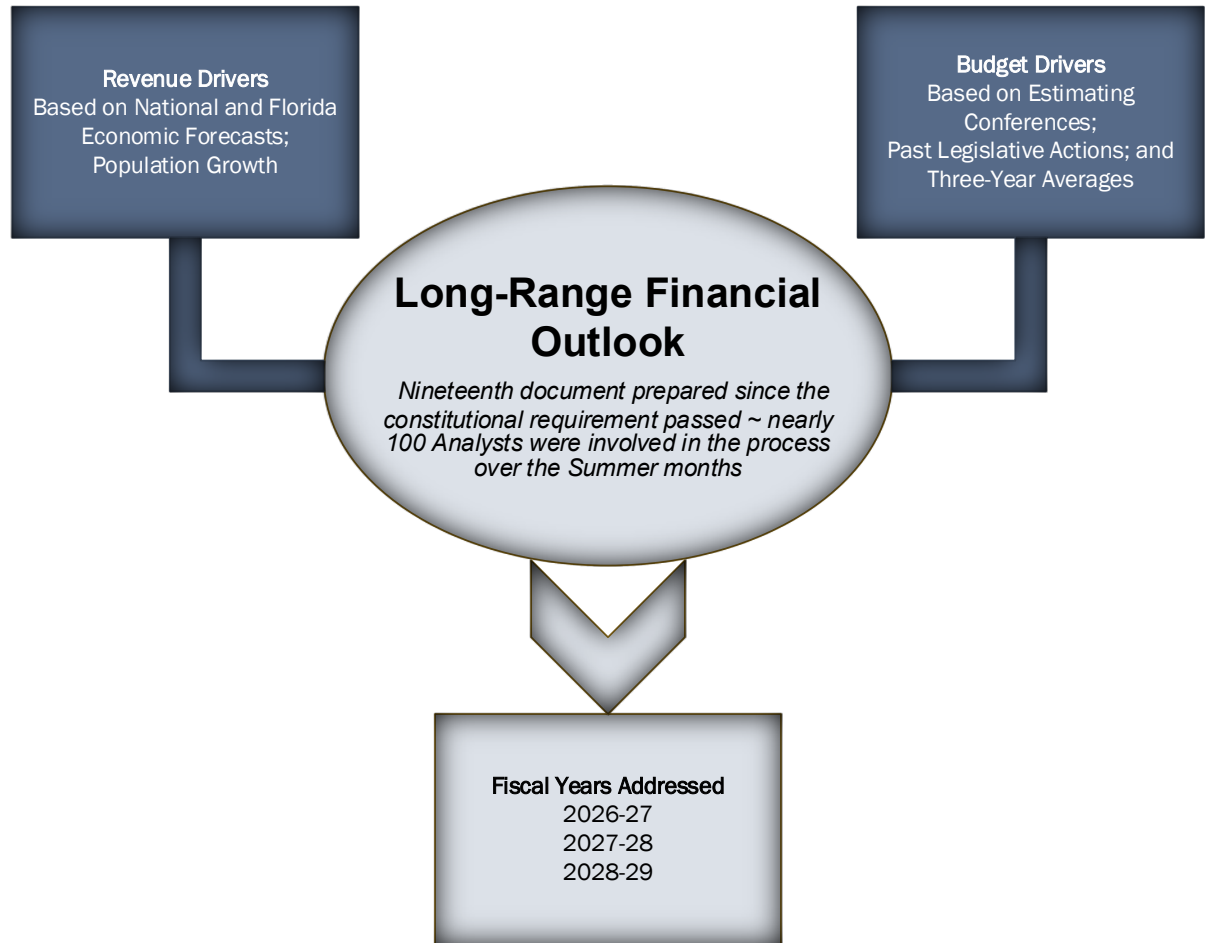 Revenue Drivers
Based on National and Florida
Economic Forecasts;
Population Growth
Budget Drivers
Based on Estimating
Conferences;
Past Legislative Actions; and
Three-Year Averages
Long-Range Financial
Outlook
Nineteenth document prepared since the
constitutional requirement passed ~ nearly
100 Analysts were involved in the process
over the Summer months
Fiscal Years Addressed
2026-27
2027-28
2028-29